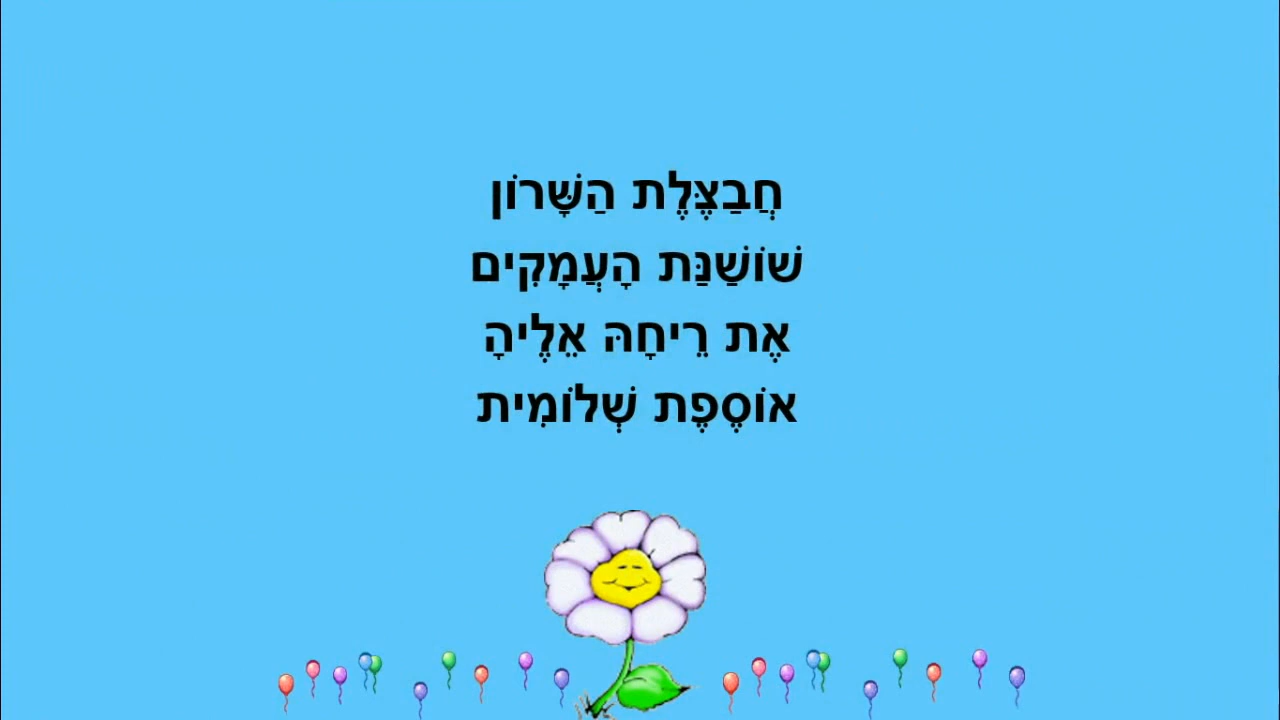 חֲבַצֶּלֶת הַשָּׁרוֹן
שׁוֹשַׁנַּת הָעֲמָקִים
אֶת רֵיחָהּ אֵלֶיהָ
אוֹסֶפֶת שְׁלוֹמִית